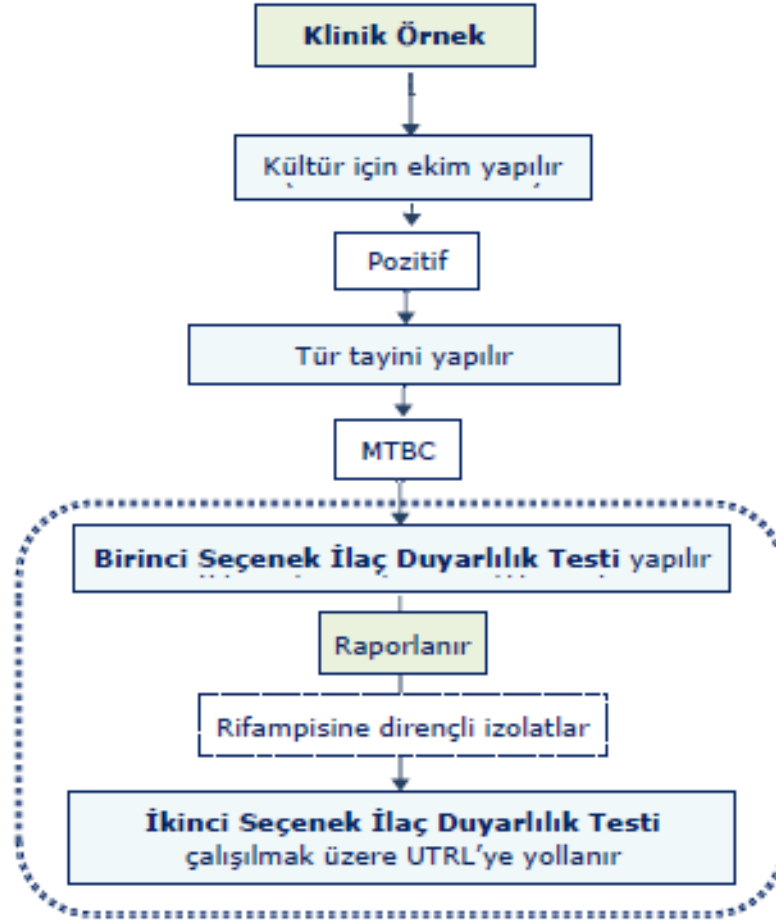 Klinik Örnek
Kültür için ekim yapılır
Pozitif
Tür tayini yapılır
MTBC
Birinci Seçenek İlaç Duyarlılık Testi yapılır
Raporlanır
Rifampisine dirençli izolatlar
İkinci Seçenek İlaç Duyarlılık Testi
çalışılmak üzere UTRL’ye yollanır